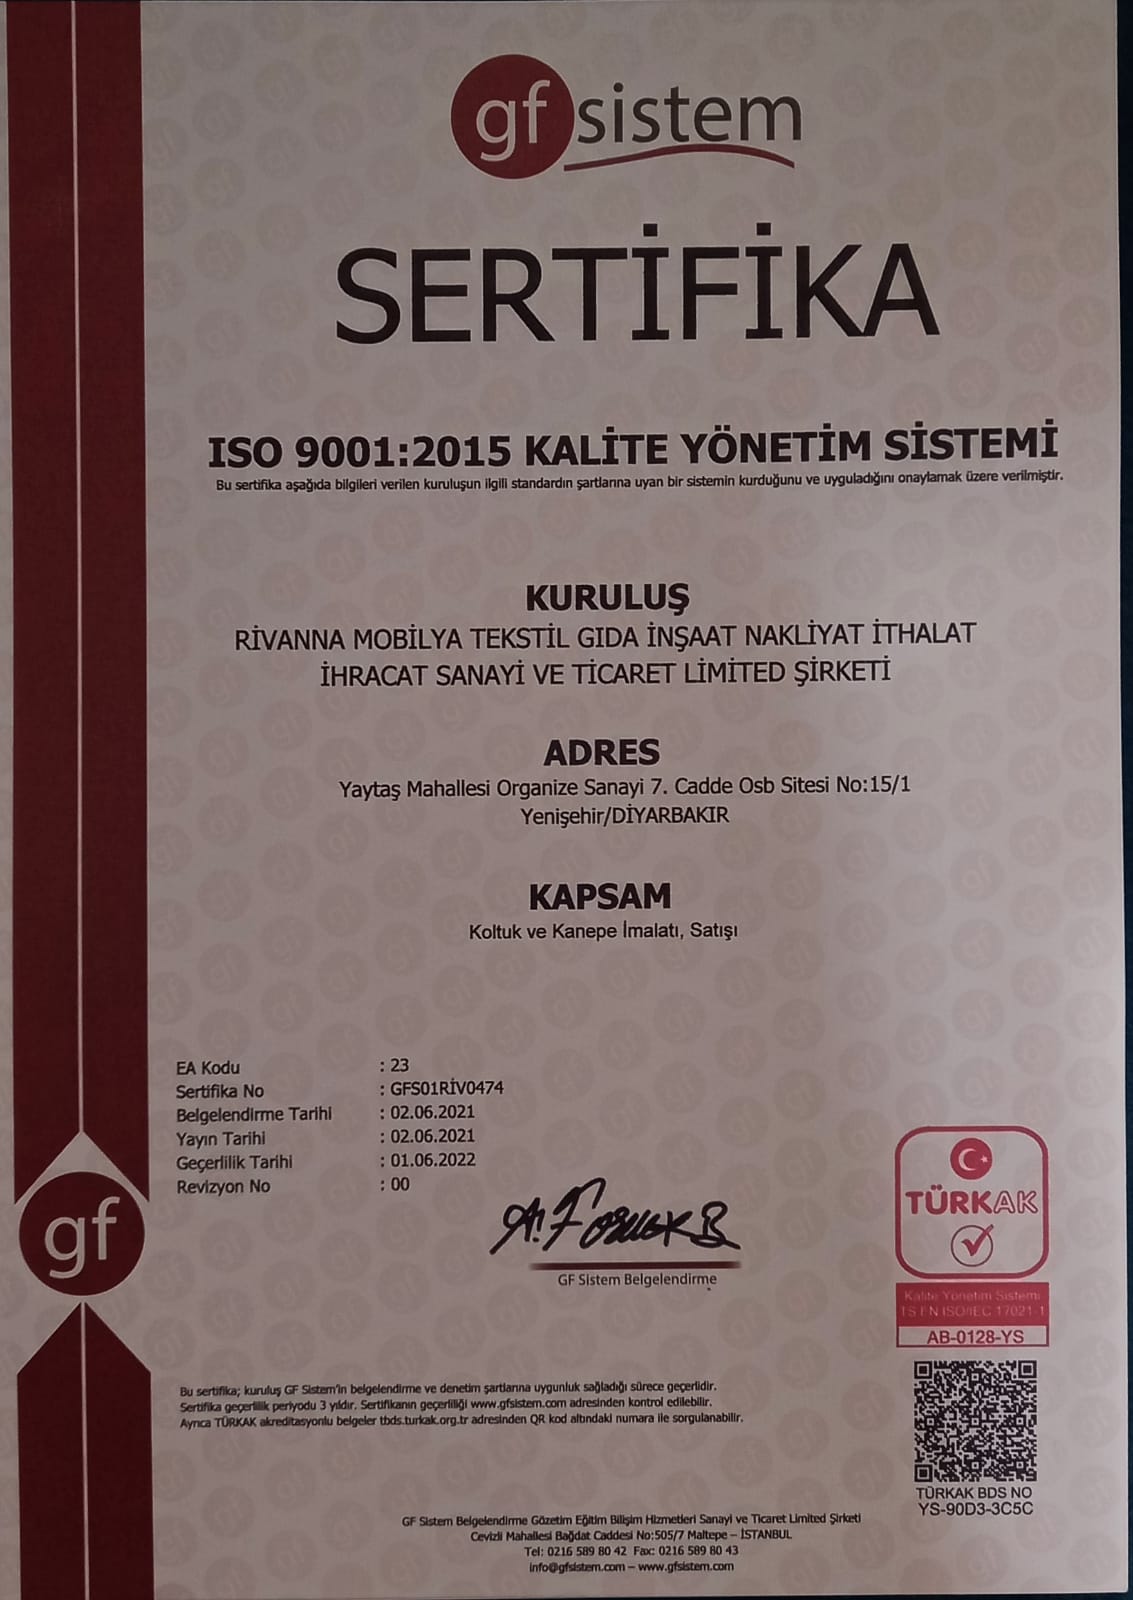 gf sistem
SERTİFİKA
ISO 9001:2015 KALİTE YÖNETİM SİSTEMİ
Bu sertifika aşağıda bilgileri verilen kuruluşun ilgili standardın şartlarına uyan bir sistemin kurduğunu ve uyguladığını onaylamak üzere verilmiştir.
KURULUŞ
RİVANNA MOBİLYA TEKSTİL GIDA İNŞAAT NAKLİYAT İTHALAT
İHRACAT SANAYİ VE TİCARET LİMİTED ŞİRKETİ
ADRES
Yaytaş Mahallesi Organize Sanayi 7. Cadde Osb Sitesi No:15/1
Yenişehir/DİYARBAKIR
KAPSAM
Koltuk ve Kanepe İmalatı, Satışı
EA Kodu : 23
Sertifika No : GFS01RİV0474
Belgelendirme Tarihi : 02.06.2021
Yayın Tarihi : 02.06.2021
Geçerlilik Tarihi : 01.06.2022
Revizyon No : 00
gf
GF Sistem Belgelendirme
TÜRKAK
Kalite Yönetim Sistemi
TS EN ISO/IEC 17021-1
AB-0128-YS
Bu sertifika; kuruluş GF Sistem'in belgelendirme ve denetim şartlarına uygunluk sağladığı sürece geçerlidir.
Sertifika geçerlilik periyodu 3 yıldır. Sertifikanın geçerliliği www.gfsistem.com adresinden kontrol edilebilir.
Ayrıca TÜRKAK akreditasyonlu belgeler tbds.turkak.org.tr adresinden QR kod altındaki numara ile sorgulanabilir.
TÜRKAK BDS NO
YS-90D3-3C5C
GF Sistem Belgelendirme Gözetim Eğitim Bilişim Hizmetleri Sanayi ve Ticaret Limited Şirketi
Cevizli Mahallesi Bağdat Caddesi No:505/7 Maltepe – İSTANBUL
Tel: 0216 589 80 42 Fax: 0216 589 80 43
info@gfsistem.com – www.gfsistem.com